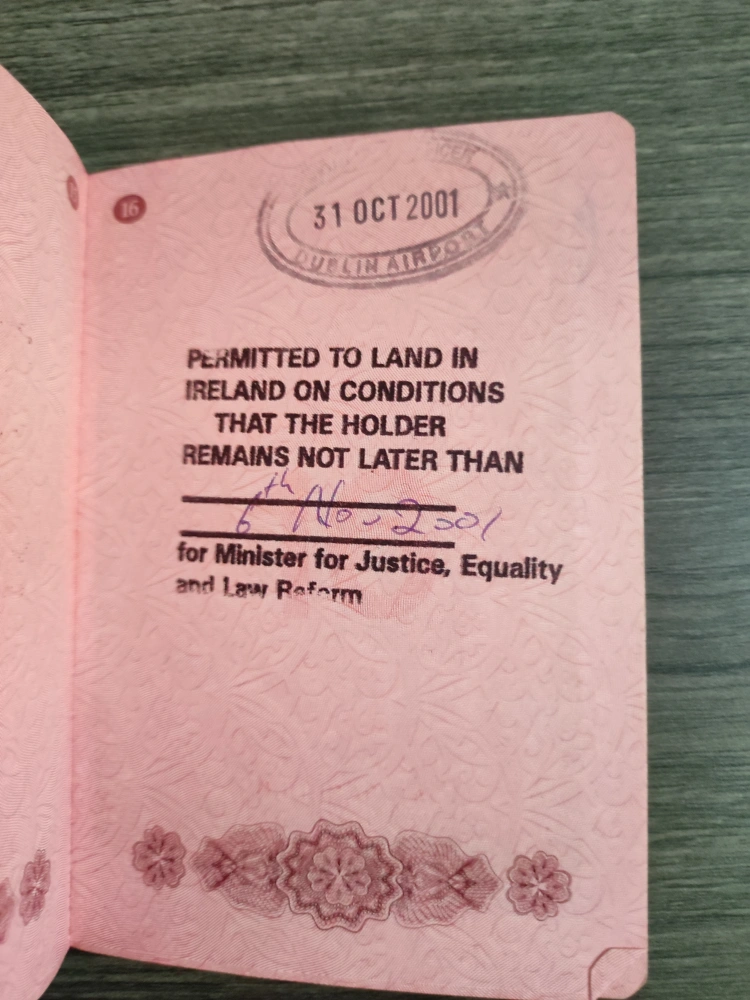 16
31 OCT 2001
DUBLIN AIRPORT
PERMITTED TO LAND IN
IRELAND ON CONDITIONS
THAT THE HOLDER
REMAINS NOT LATER THAN
6th Nov 2001
for Minister for Justice, Equality
and Law Reform